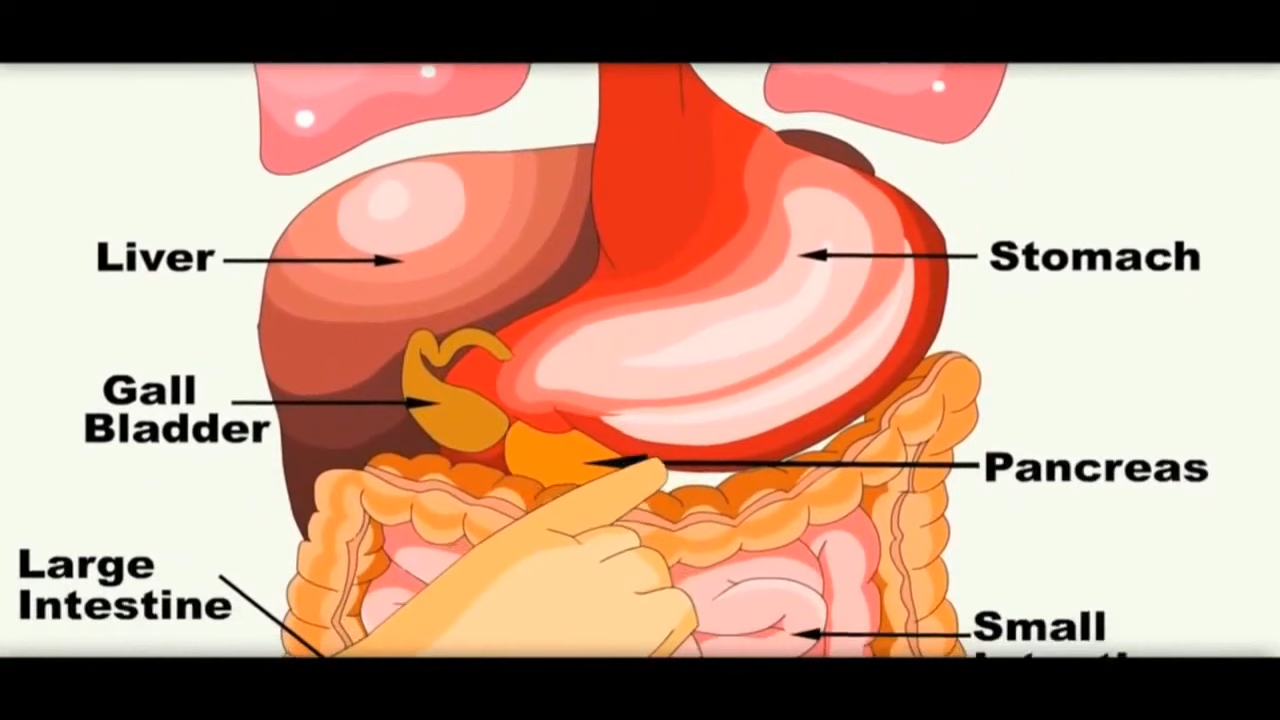 Liver
Stomach
Gall
Bladder
Pancreas
Large
Intestine
Small